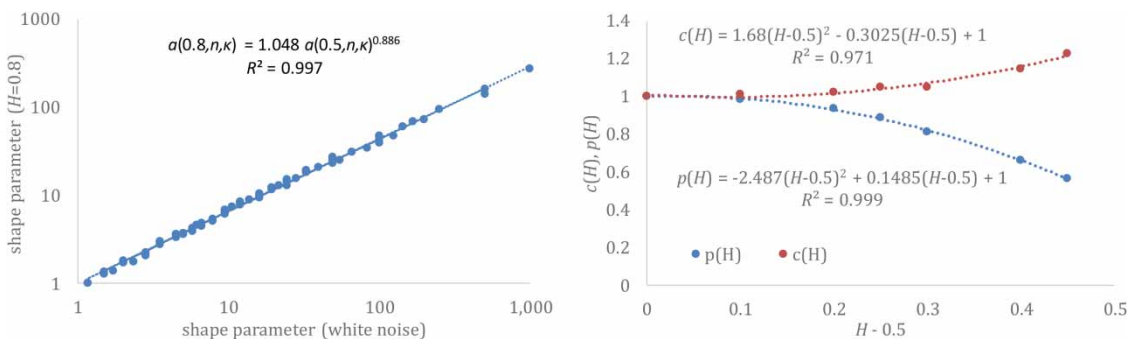 1000
100
10
1
shape parameter (H=0.8)
a(0.8,n,κ) = 1.048 a(0.5,n,κ)^0.886
R² = 0.997
1 10 100 1,000
shape parameter (white noise)
1.4
1.2
1
0.8
0.6
0.4
0.2
0
c(H), p(H)
c(H) = 1.68(H-0.5)² - 0.3025(H-0.5) + 1
R² = 0.971
p(H) = -2.487(H-0.5)² + 0.1485(H-0.5) + 1
R² = 0.999
p(H) c(H)
0 0.1 0.2 0.3 0.4 0.5
H - 0.5